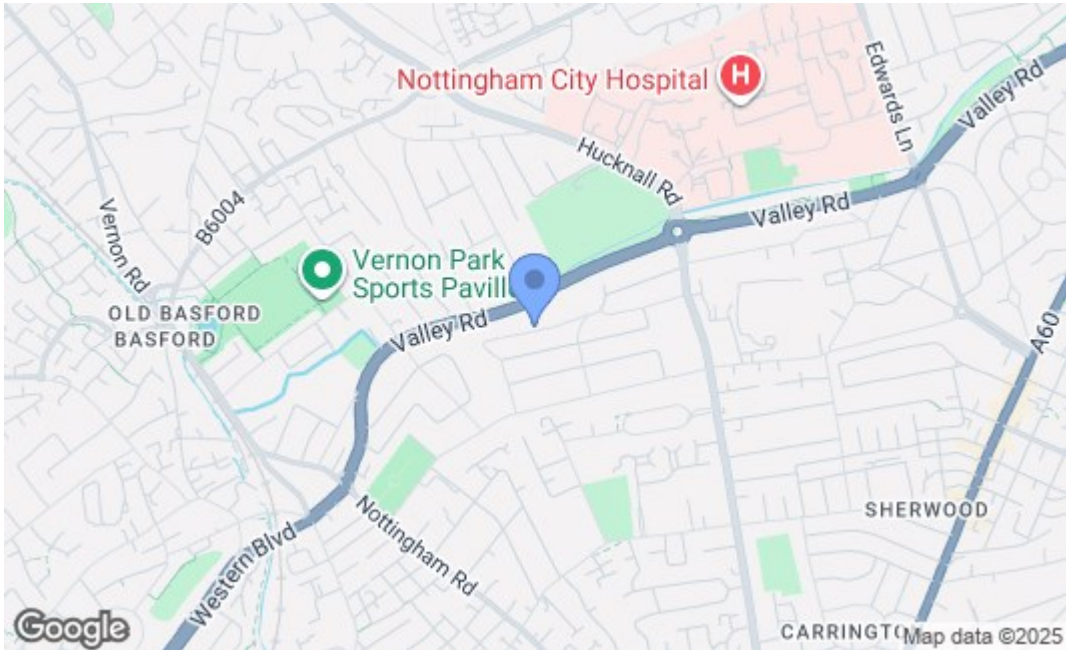 Nottingham City Hospital
H
Edwards Ln
Valley Rd
Hucknall Rd
Valley Rd
Vernon Rd
B6004
Vernon Park
Sports Pavil
OLD BASFORD
BASFORD
Valley Rd
A60
SHERWOOD
Nottingham Rd
Western Blvd
CARRINGTO
Google
Map data ©2025